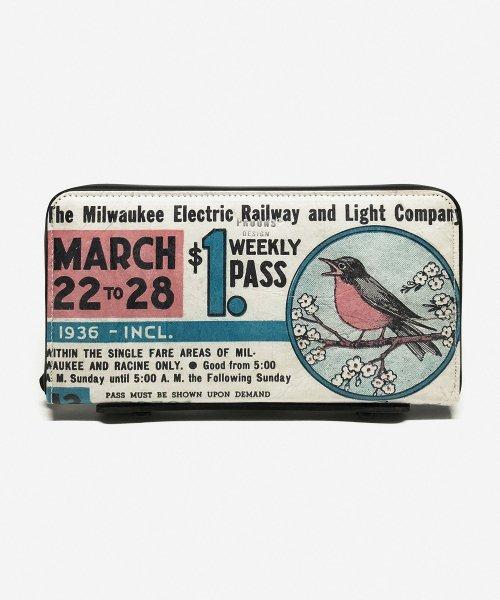 The Milwaukee Electric Railway and Light Company
DESIGN
MARCH
22 TO 28
$1.
WEEKLY
PASS
1936 - INCL.
WITHIN THE SINGLE FARE AREAS OF MIL-
WAUKEE AND RACINE ONLY. ● Good from 5:00
A. M. Sunday until 5:00 A. M. the Following Sunday
PASS MUST BE SHOWN UPON DEMAND